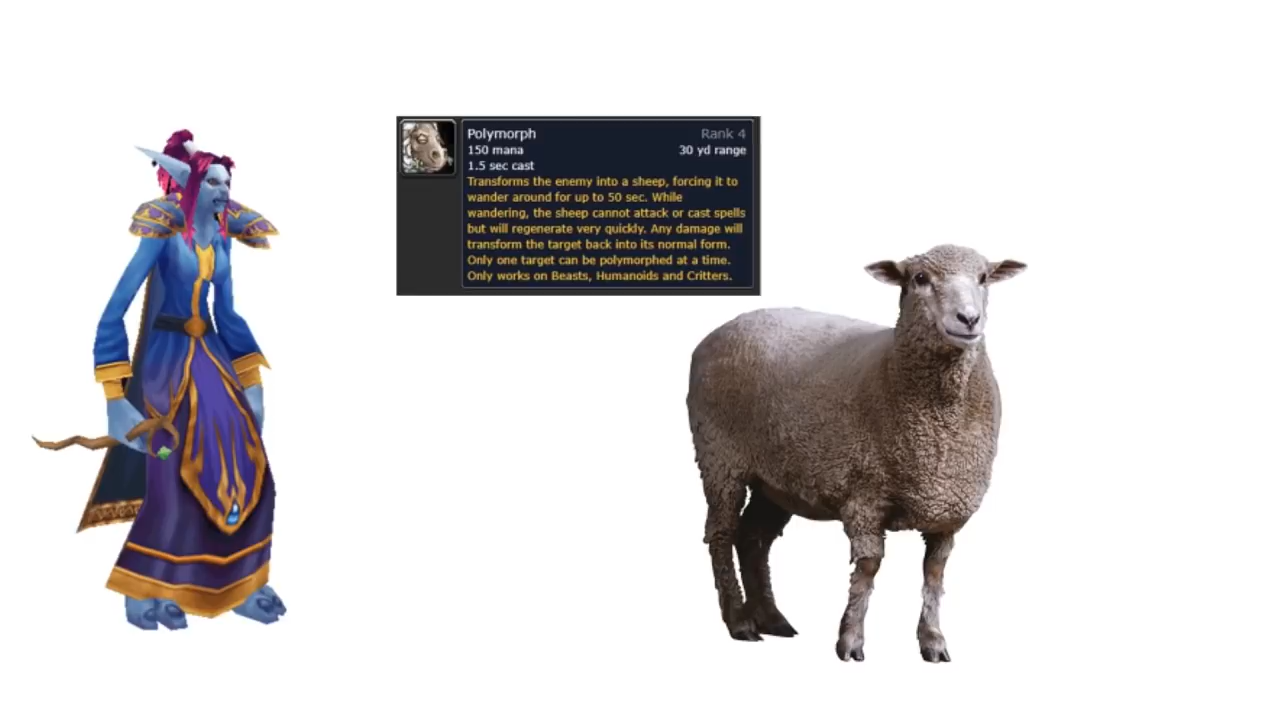 Polymorph Rank 4
150 mana 30 yd range
1.5 sec cast
Transforms the enemy into a sheep, forcing it to
wander around for up to 50 sec. While
wandering, the sheep cannot attack or cast spells
but will regenerate very quickly. Any damage will
transform the target back into its normal form.
Only one target can be polymorphed at a time.
Only works on Beasts, Humanoids and Critters.